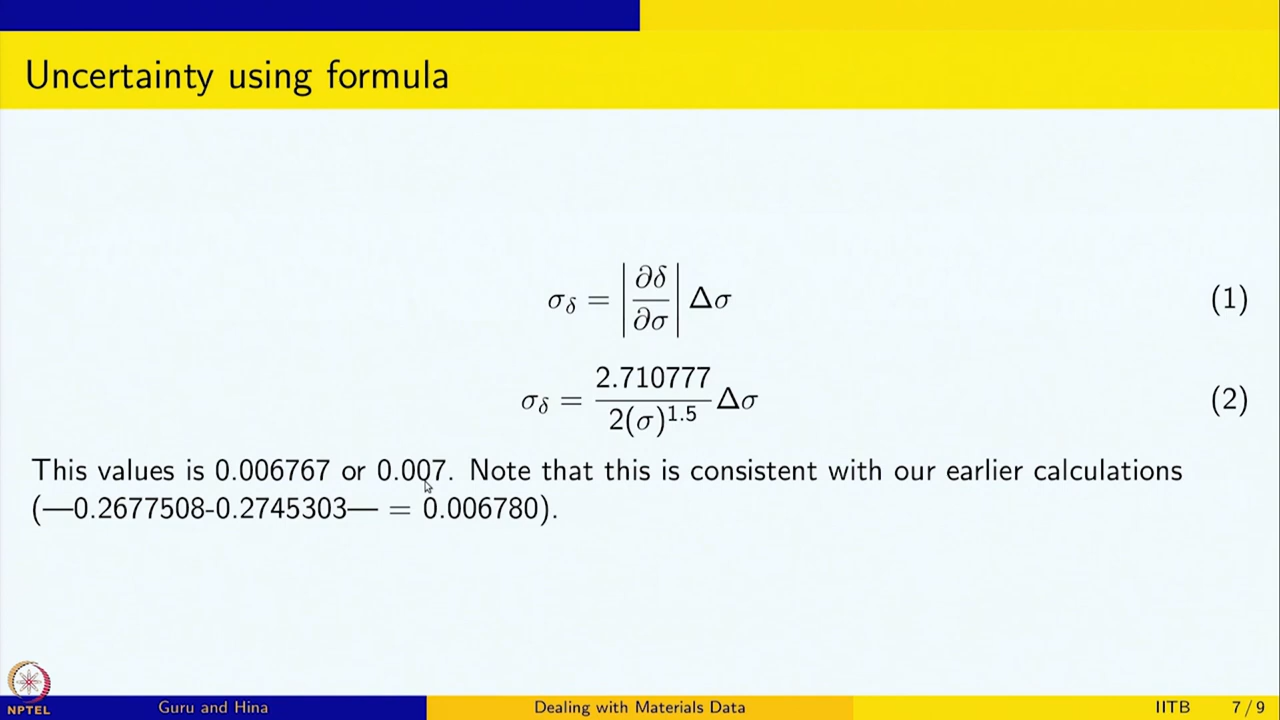 Uncertainty using formula
σ_δ = |∂δ/∂σ| Δσ (1)
σ_δ = 2.710777/2(σ)^1.5 Δσ (2)
This values is 0.006767 or 0.007. Note that this is consistent with our earlier calculations
(—0.2677508-0.2745303— = 0.006780).
NPTEL Guru and Hina Dealing with Materials Data IITB 7 / 9